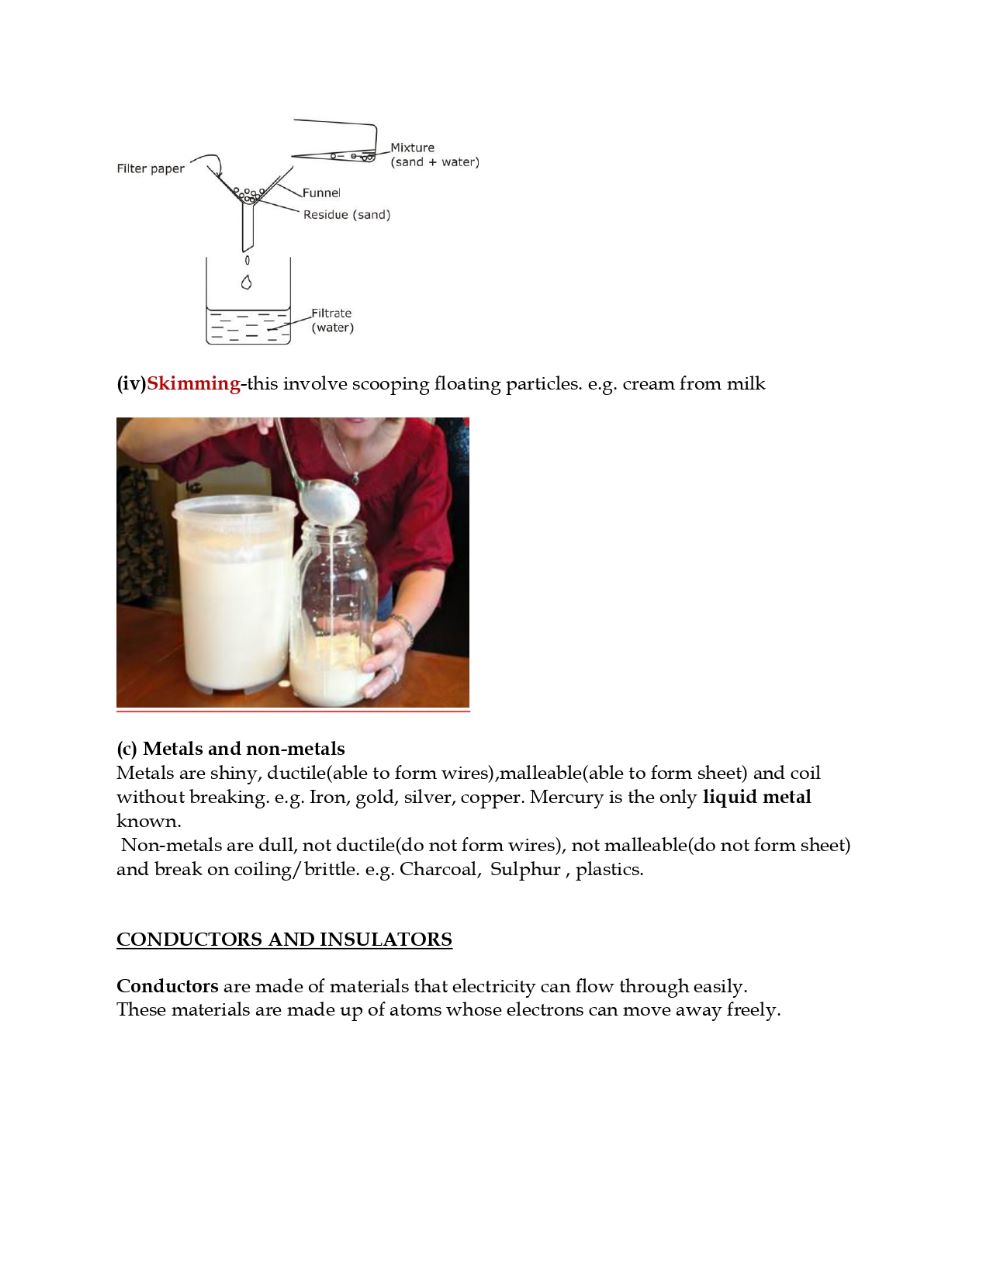 Mixture
(sand + water)
Filter paper
Funnel
Residue (sand)
Filtrate
(water)
(iv)Skimming-this involve scooping floating particles. e.g. cream from milk
(c) Metals and non-metals
Metals are shiny, ductile(able to form wires),malleable(able to form sheet) and coil
without breaking. e.g. Iron, gold, silver, copper. Mercury is the only liquid metal
known.
Non-metals are dull, not ductile(do not form wires), not malleable(do not form sheet)
and break on coiling/brittle. e.g. Charcoal,  Sulphur , plastics.
CONDUCTORS AND INSULATORS
Conductors are made of materials that electricity can flow through easily.
These materials are made up of atoms whose electrons can move away freely.